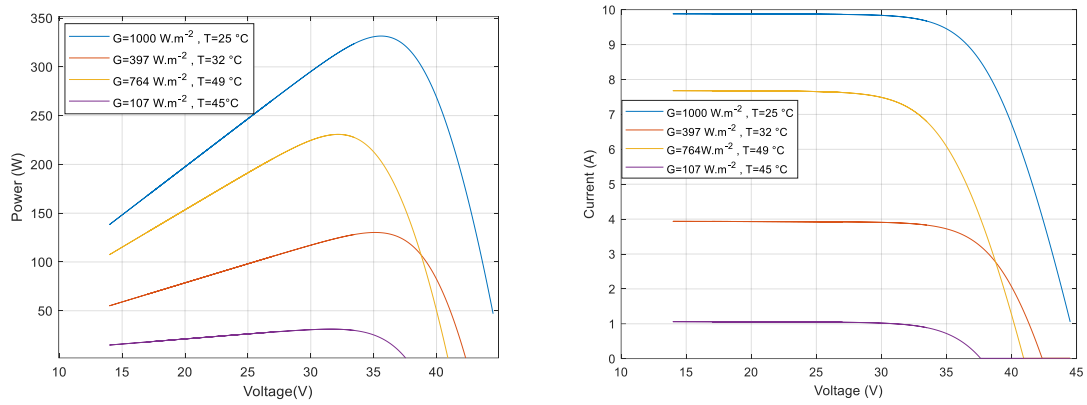 350
300
250
200
150
100
50
Power (W)
G=1000 W.m-2 , T=25 °C
G=397 W.m-2 , T=32 °C
G=764 W.m-2 , T=49 °C
G=107 W.m-2 , T=45°C
10 15 20 25 30 35 40
Voltage(V)
10
9
8
7
6
5
4
3
2
1
0
Current (A)
G=1000 W.m-2 , T=25 °C
G=397 W.m-2 , T=32 °C
G=764W.m-2 , T=49 °C
G=107 W.m-2 , T=45 °C
10 15 20 25 30 35 40 45
Voltage (V)